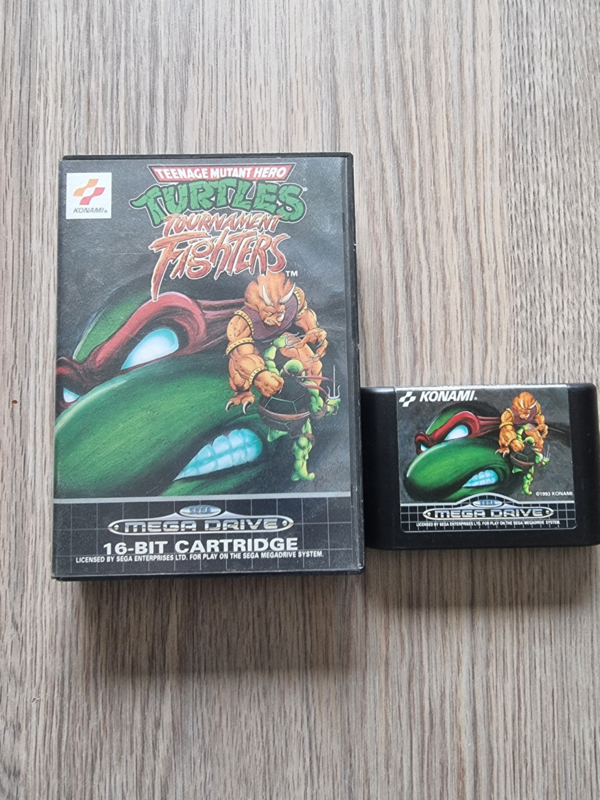 KONAMI®
TEENAGE MUTANT HERO
TURTLES
TOURNAMENT
FIGHTERS
TM
SEGA
MEGA DRIVE
16-BIT CARTRIDGE
LICENSED BY SEGA ENTERPRISES LTD. FOR PLAY ON THE SEGA MEGADRIVE SYSTEM.
KONAMI.
©1993 KONAMI
SEGA
MEGA DRIVE
LICENSED BY SEGA ENTERPRISES LTD. FOR PLAY ON THE SEGA MEGADRIVE SYSTEM.